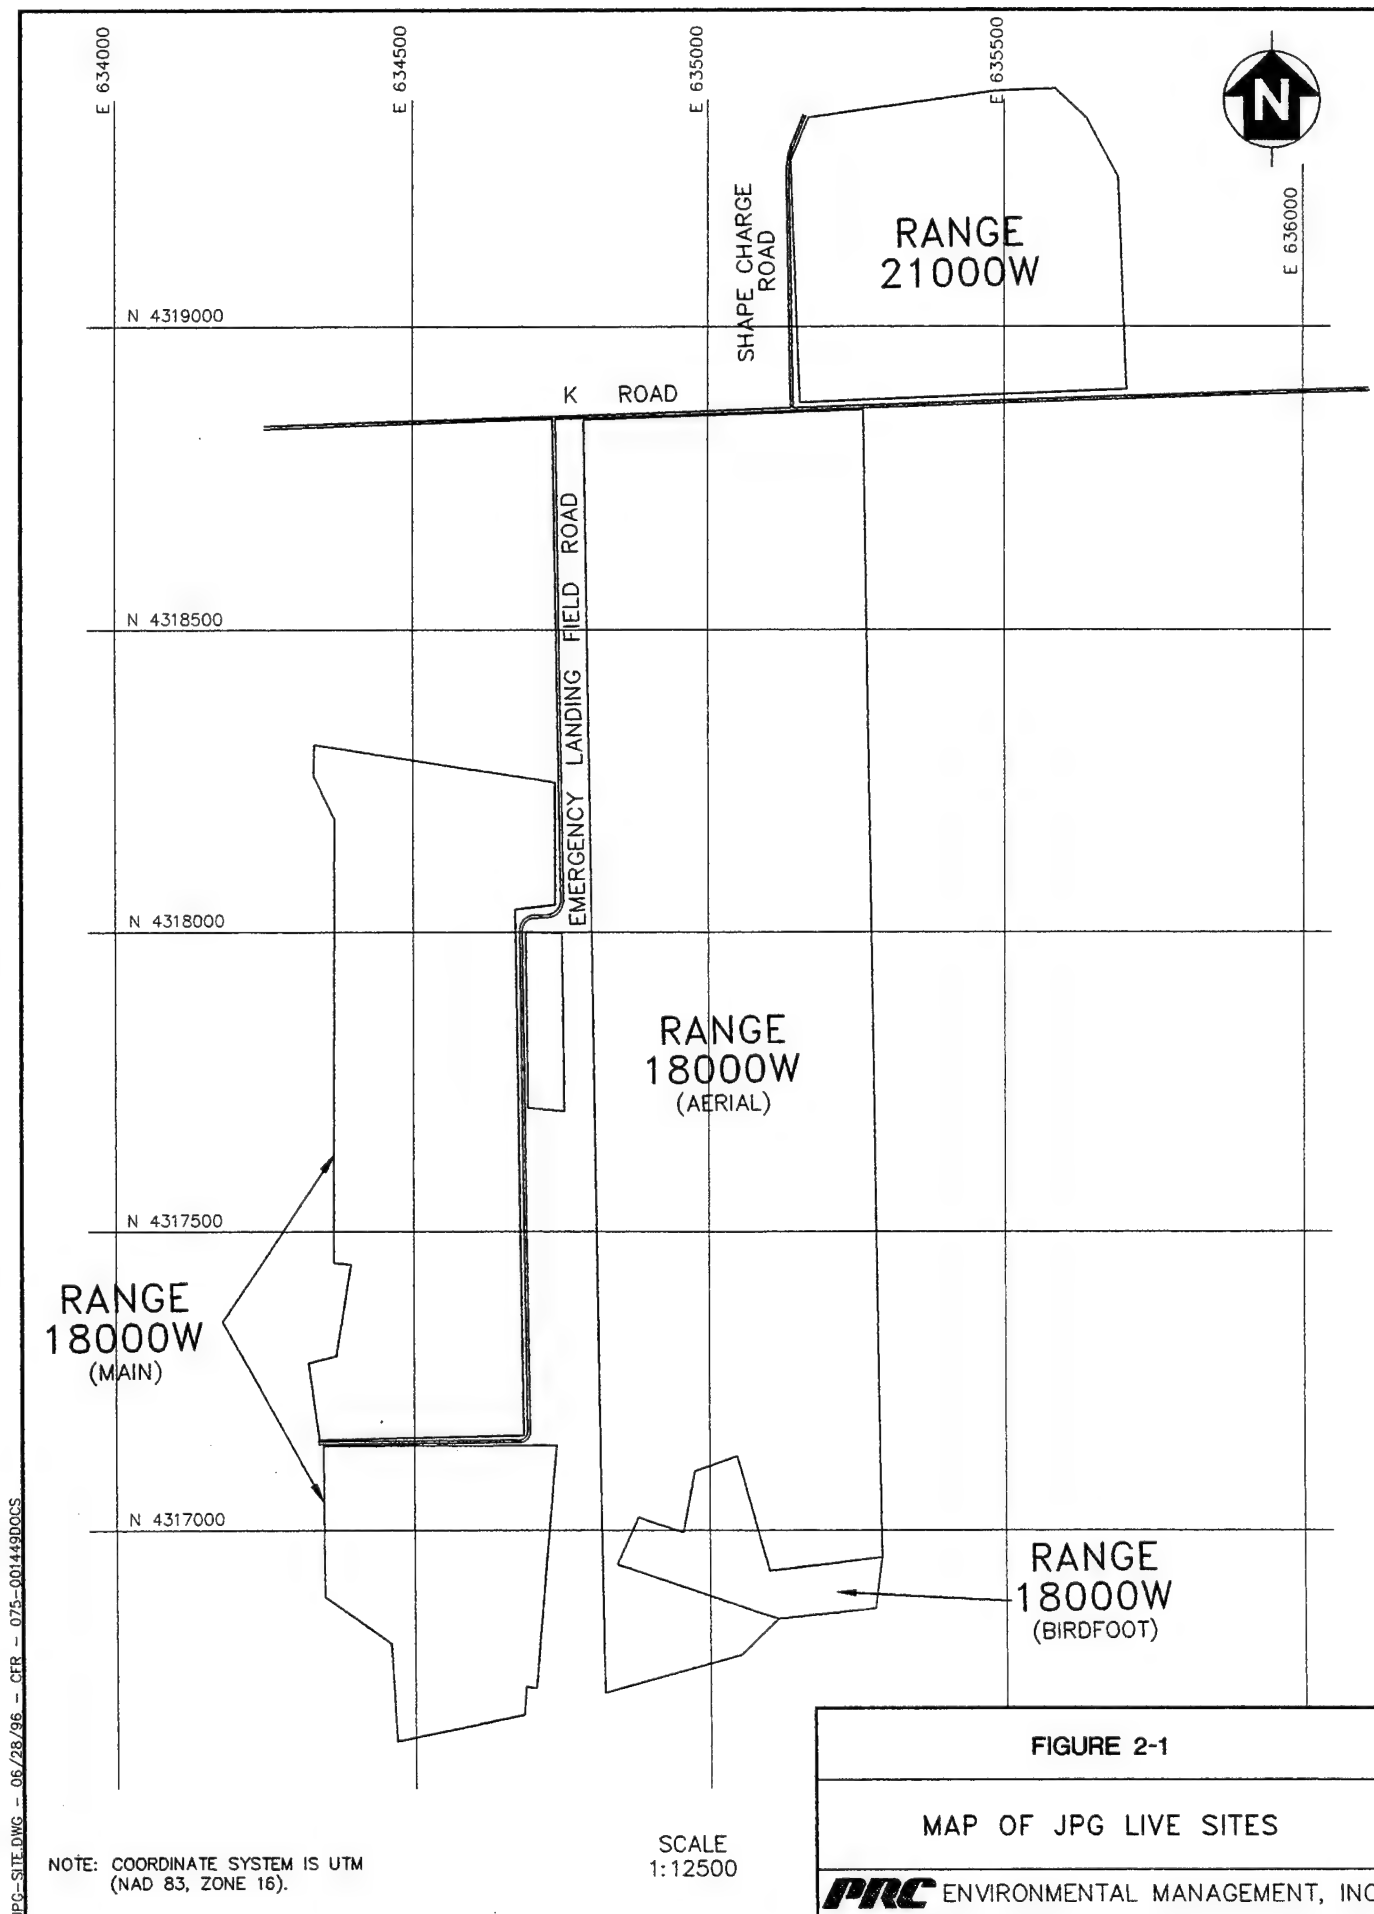 E 634000
E 634500
E 635000
E 635500
N
E 636000
SHAPE CHARGE
ROAD
RANGE
21000W
N 4319000
K ROAD
EMERGENCY LANDING FIELD ROAD
N 4318500
N 4318000
RANGE
18000W
(AERIAL)
N 4317500
RANGE
18000W
(MAIN)
N 4317000
RANGE
18000W
(BIRDFOOT)
JPG-SITE.DWG - 06/28/96 - CFR - 075-001449DOCS
FIGURE 2-1
MAP OF JPG LIVE SITES
SCALE
1:12500
NOTE: COORDINATE SYSTEM IS UTM
(NAD 83, ZONE 16).
PRC ENVIRONMENTAL MANAGEMENT, INC